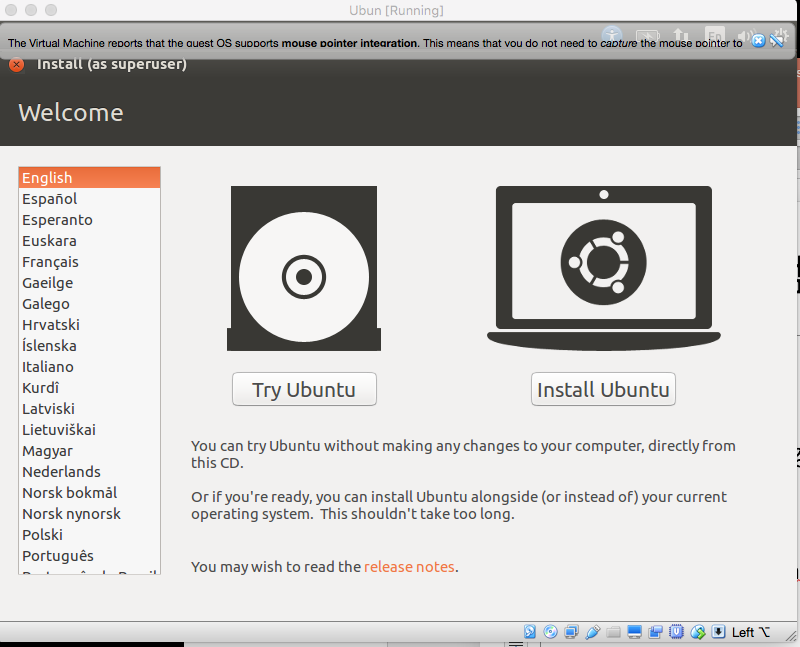 Ubun [Running]
The Virtual Machine reports that the guest OS supports mouse pointer integration. This means that you do not need to capture the mouse pointer to
Install (as superuser)
Welcome
English
Español
Esperanto
Euskara
Français
Gaeilge
Galego
Hrvatski
Íslenska
Italiano
Kurdî
Latviski
Lietuviškai
Magyar
Nederlands
Norsk bokmål
Norsk nynorsk
Polski
Português
Try Ubuntu
Install Ubuntu
You can try Ubuntu without making any changes to your computer, directly from
this CD.
Or if you're ready, you can install Ubuntu alongside (or instead of) your current
operating system.  This shouldn't take too long.
You may wish to read the release notes.
Left ⌥